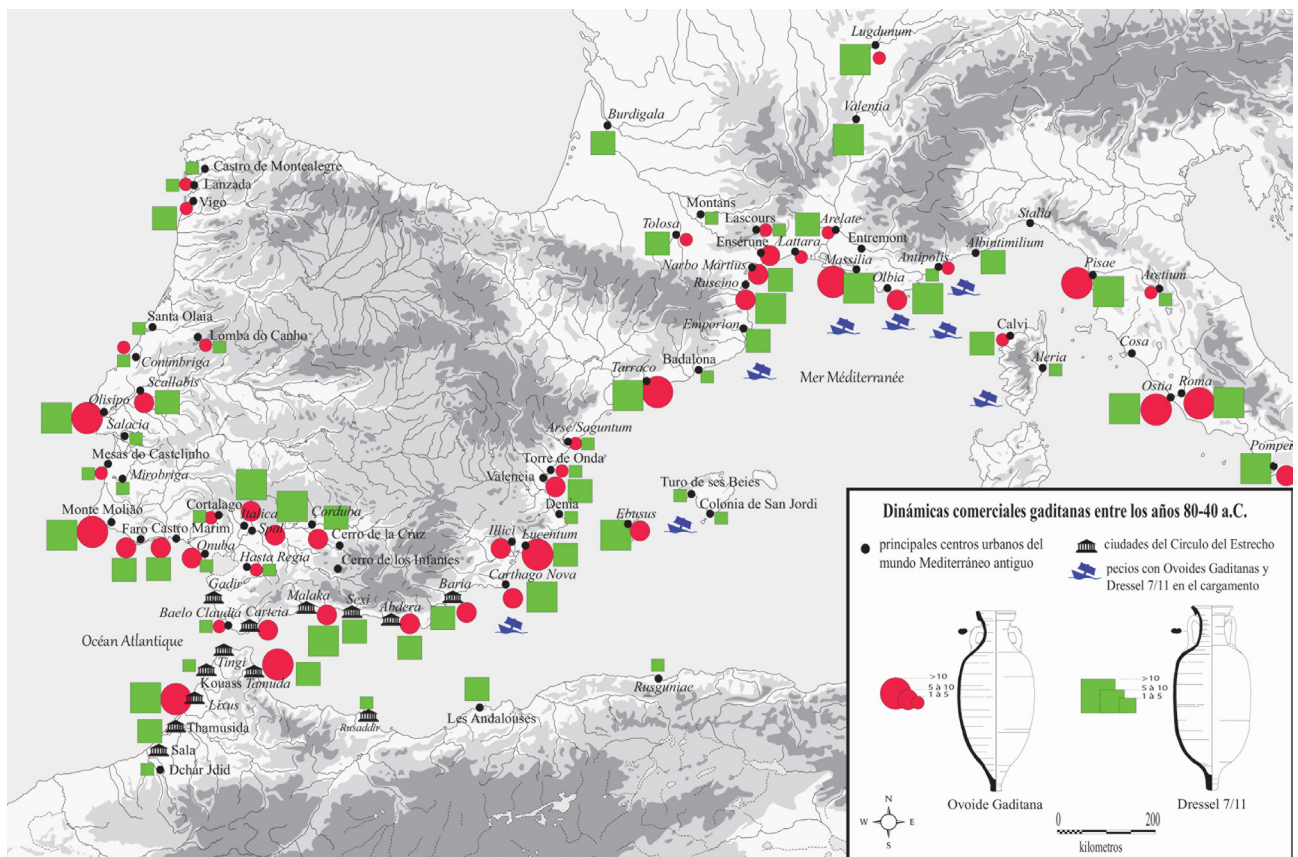 Lugdunum
Valentia
Burdigala
Castro de Montealegre
Lanzada
Vigo
Montans
Tolosa
Lascours
Ensérune
Lattara
Arelate
Entremont
Narbo Martius
Massilia
Olbia
Antipolis
Albintimilium
Stalia
Ruscino
Pisae
Aretium
Emporion
Calvi
Santa Olaia
Lomba do Canho
Conimbriga
Badalona
Tarraco
Mer Méditerranée
Aleria
Cosa
Scallabis
Olisipo
Salacia
Ostia
Roma
Arse/Saguntum
Mesas do Castelinho
Mirobriga
Torre de Onda
Valencia
Turo de ses Beies
Colonia de San Jordi
Pompei
Monte Molião
Faro
Castro Marim
Cortalago
Italica
Spal
Corduba
Cerro de la Cruz
Cerro de los Infantes
Denia
Ebusus
Onuba
Hasta Regia
Illici
Lucentum
Carthago Nova
Gadir
Baelo Claudia
Carteia
Malaka
Sexi
Abdera
Baria
Océan Atlantique
Tingi
Kouass
Tamuda
Lixus
Rusaddir
Les Andalouses
Rusguniae
Thamusida
Sala
Dchar Jdid
Dinámicas comerciales gaditanas entre los años 80-40 a.C.
principales centros urbanos del
mundo Mediterráneo antiguo
ciudades del Circulo del Estrecho
pecios con Ovoides Gaditanas y
Dressel 7/11 en el cargamento
>10
5 à 10
1 à 5
>10
5 à 10
1 à 5
Ovoide Gaditana
Dressel 7/11
N
W E
S
0 200
kilometros